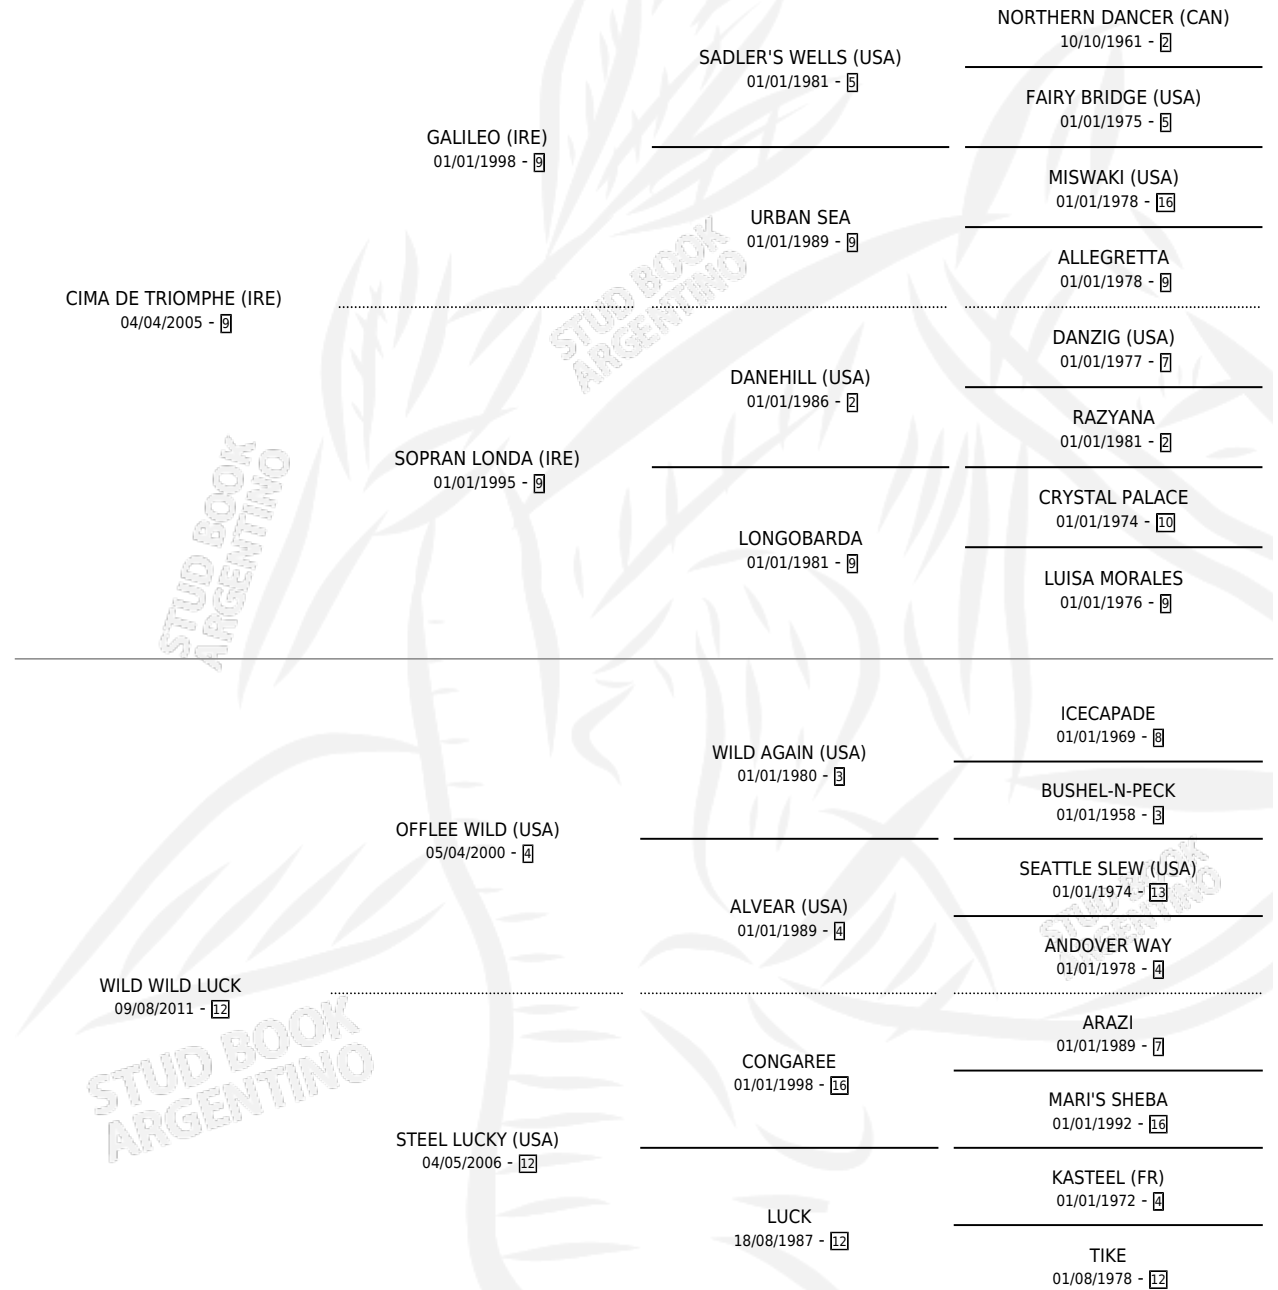 NORTHERN DANCER (CAN)
10/10/1961 - 2
SADLER'S WELLS (USA)
01/01/1981 - 5
FAIRY BRIDGE (USA)
01/01/1975 - 5
GALILEO (IRE)
01/01/1998 - 9
MISWAKI (USA)
01/01/1978 - 16
URBAN SEA
01/01/1989 - 9
ALLEGRETTA
01/01/1978 - 9
CIMA DE TRIOMPHE (IRE)
04/04/2005 - 9
DANZIG (USA)
01/01/1977 - 7
DANEHILL (USA)
01/01/1986 - 2
RAZYANA
01/01/1981 - 2
SOPRAN LONDA (IRE)
01/01/1995 - 9
CRYSTAL PALACE
01/01/1974 - 10
LONGOBARDA
01/01/1981 - 9
LUISA MORALES
01/01/1976 - 9
ICECAPADE
01/01/1969 - 8
WILD AGAIN (USA)
01/01/1980 - 3
BUSHEL-N-PECK
01/01/1958 - 3
OFFLEE WILD (USA)
05/04/2000 - 4
SEATTLE SLEW (USA)
01/01/1974 - 13
ALVEAR (USA)
01/01/1989 - 4
ANDOVER WAY
01/01/1978 - 4
WILD WILD LUCK
09/08/2011 - 12
ARAZI
01/01/1989 - 7
CONGAREE
01/01/1998 - 16
MARI'S SHEBA
01/01/1992 - 16
STEEL LUCKY (USA)
04/05/2006 - 12
KASTEEL (FR)
01/01/1972 - 4
LUCK
18/08/1987 - 12
TIKE
01/08/1978 - 12
STUD BOOK
ARGENTINO
STUD BOOK
ARGENTINO
STUD BOOK
ARGENTINO
STUD BOOK
ARGENTINO